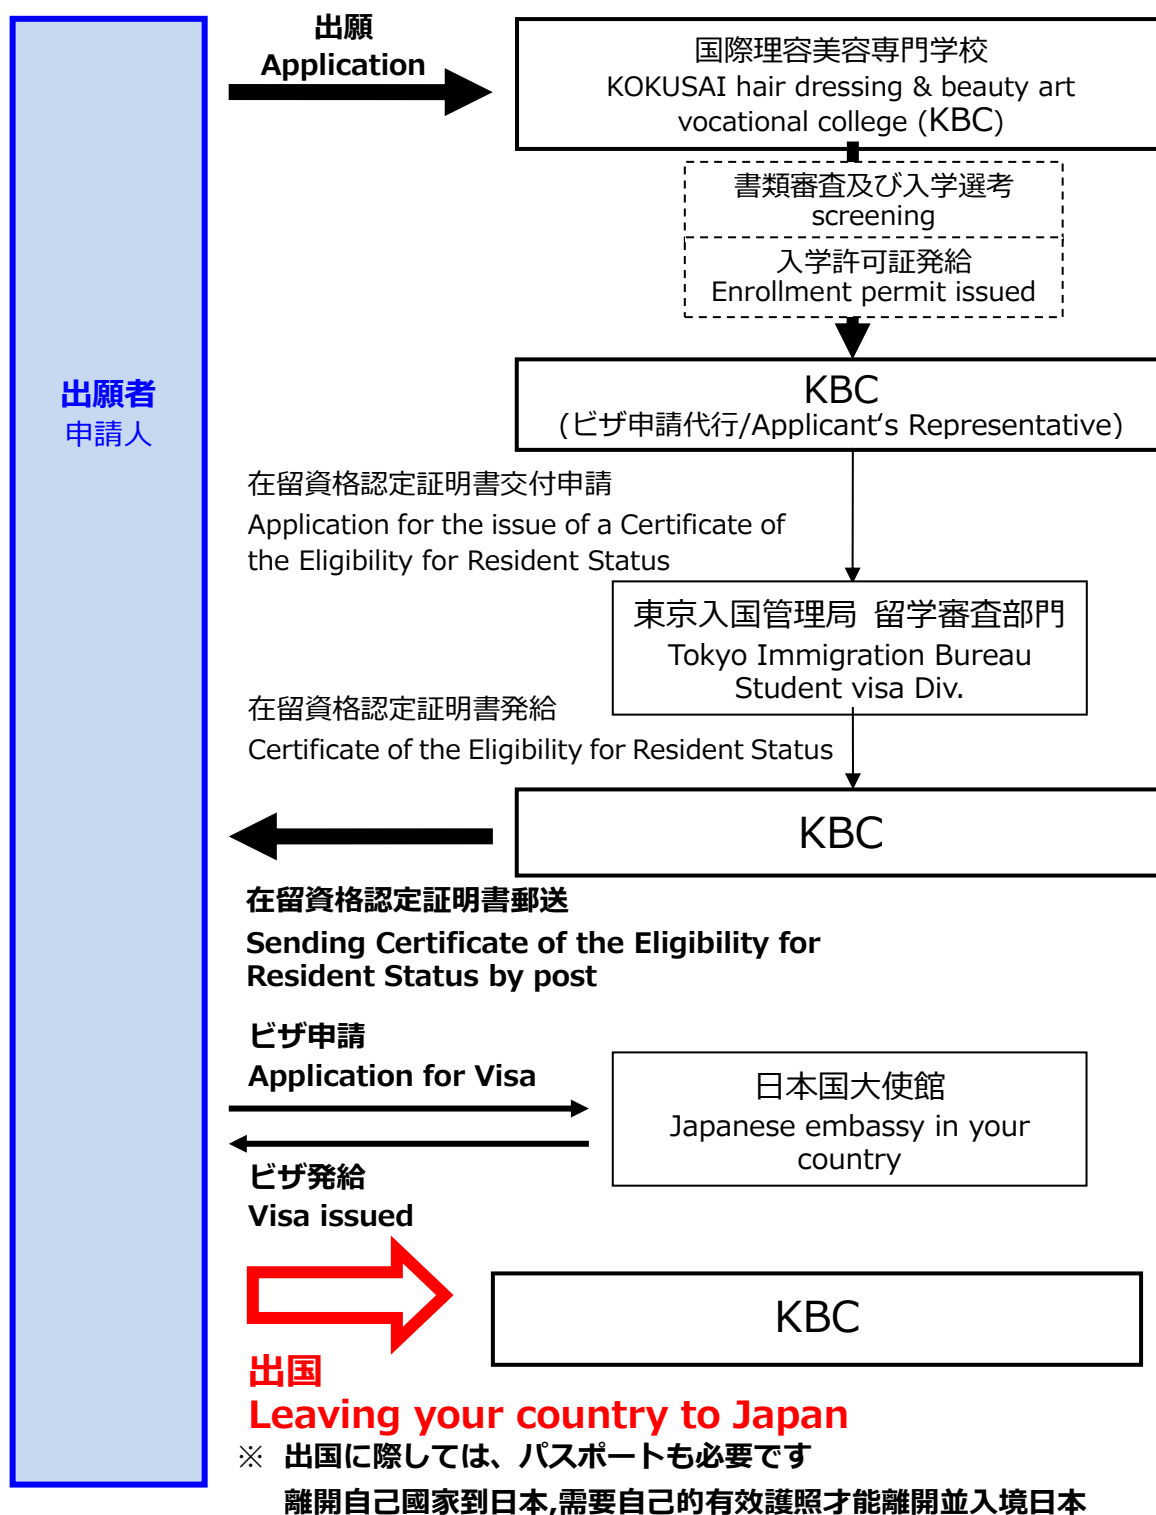 出願
Application
国際理容美容専門学校
KOKUSAI hair dressing & beauty art
vocational college (KBC)
書類審査及び入学選考
screening
入学許可証発給
Enrollment permit issued
出願者
申請人
KBC
(ビザ申請代行/Applicant‘s Representative)
在留資格認定証明書交付申請
Application for the issue of a Certificate of
the Eligibility for Resident Status
東京入国管理局 留学審査部門
Tokyo Immigration Bureau
Student visa Div.
在留資格認定証明書発給
Certificate of the Eligibility for Resident Status
KBC
在留資格認定証明書郵送
Sending Certificate of the Eligibility for
Resident Status by post
ビザ申請
Application for Visa
日本国大使館
Japanese embassy in your
country
ビザ発給
Visa issued
KBC
出国
Leaving your country to Japan
※ 出国に際しては、パスポートも必要です
離開自己國家到日本,需要自己的有效護照才能離開並入境日本